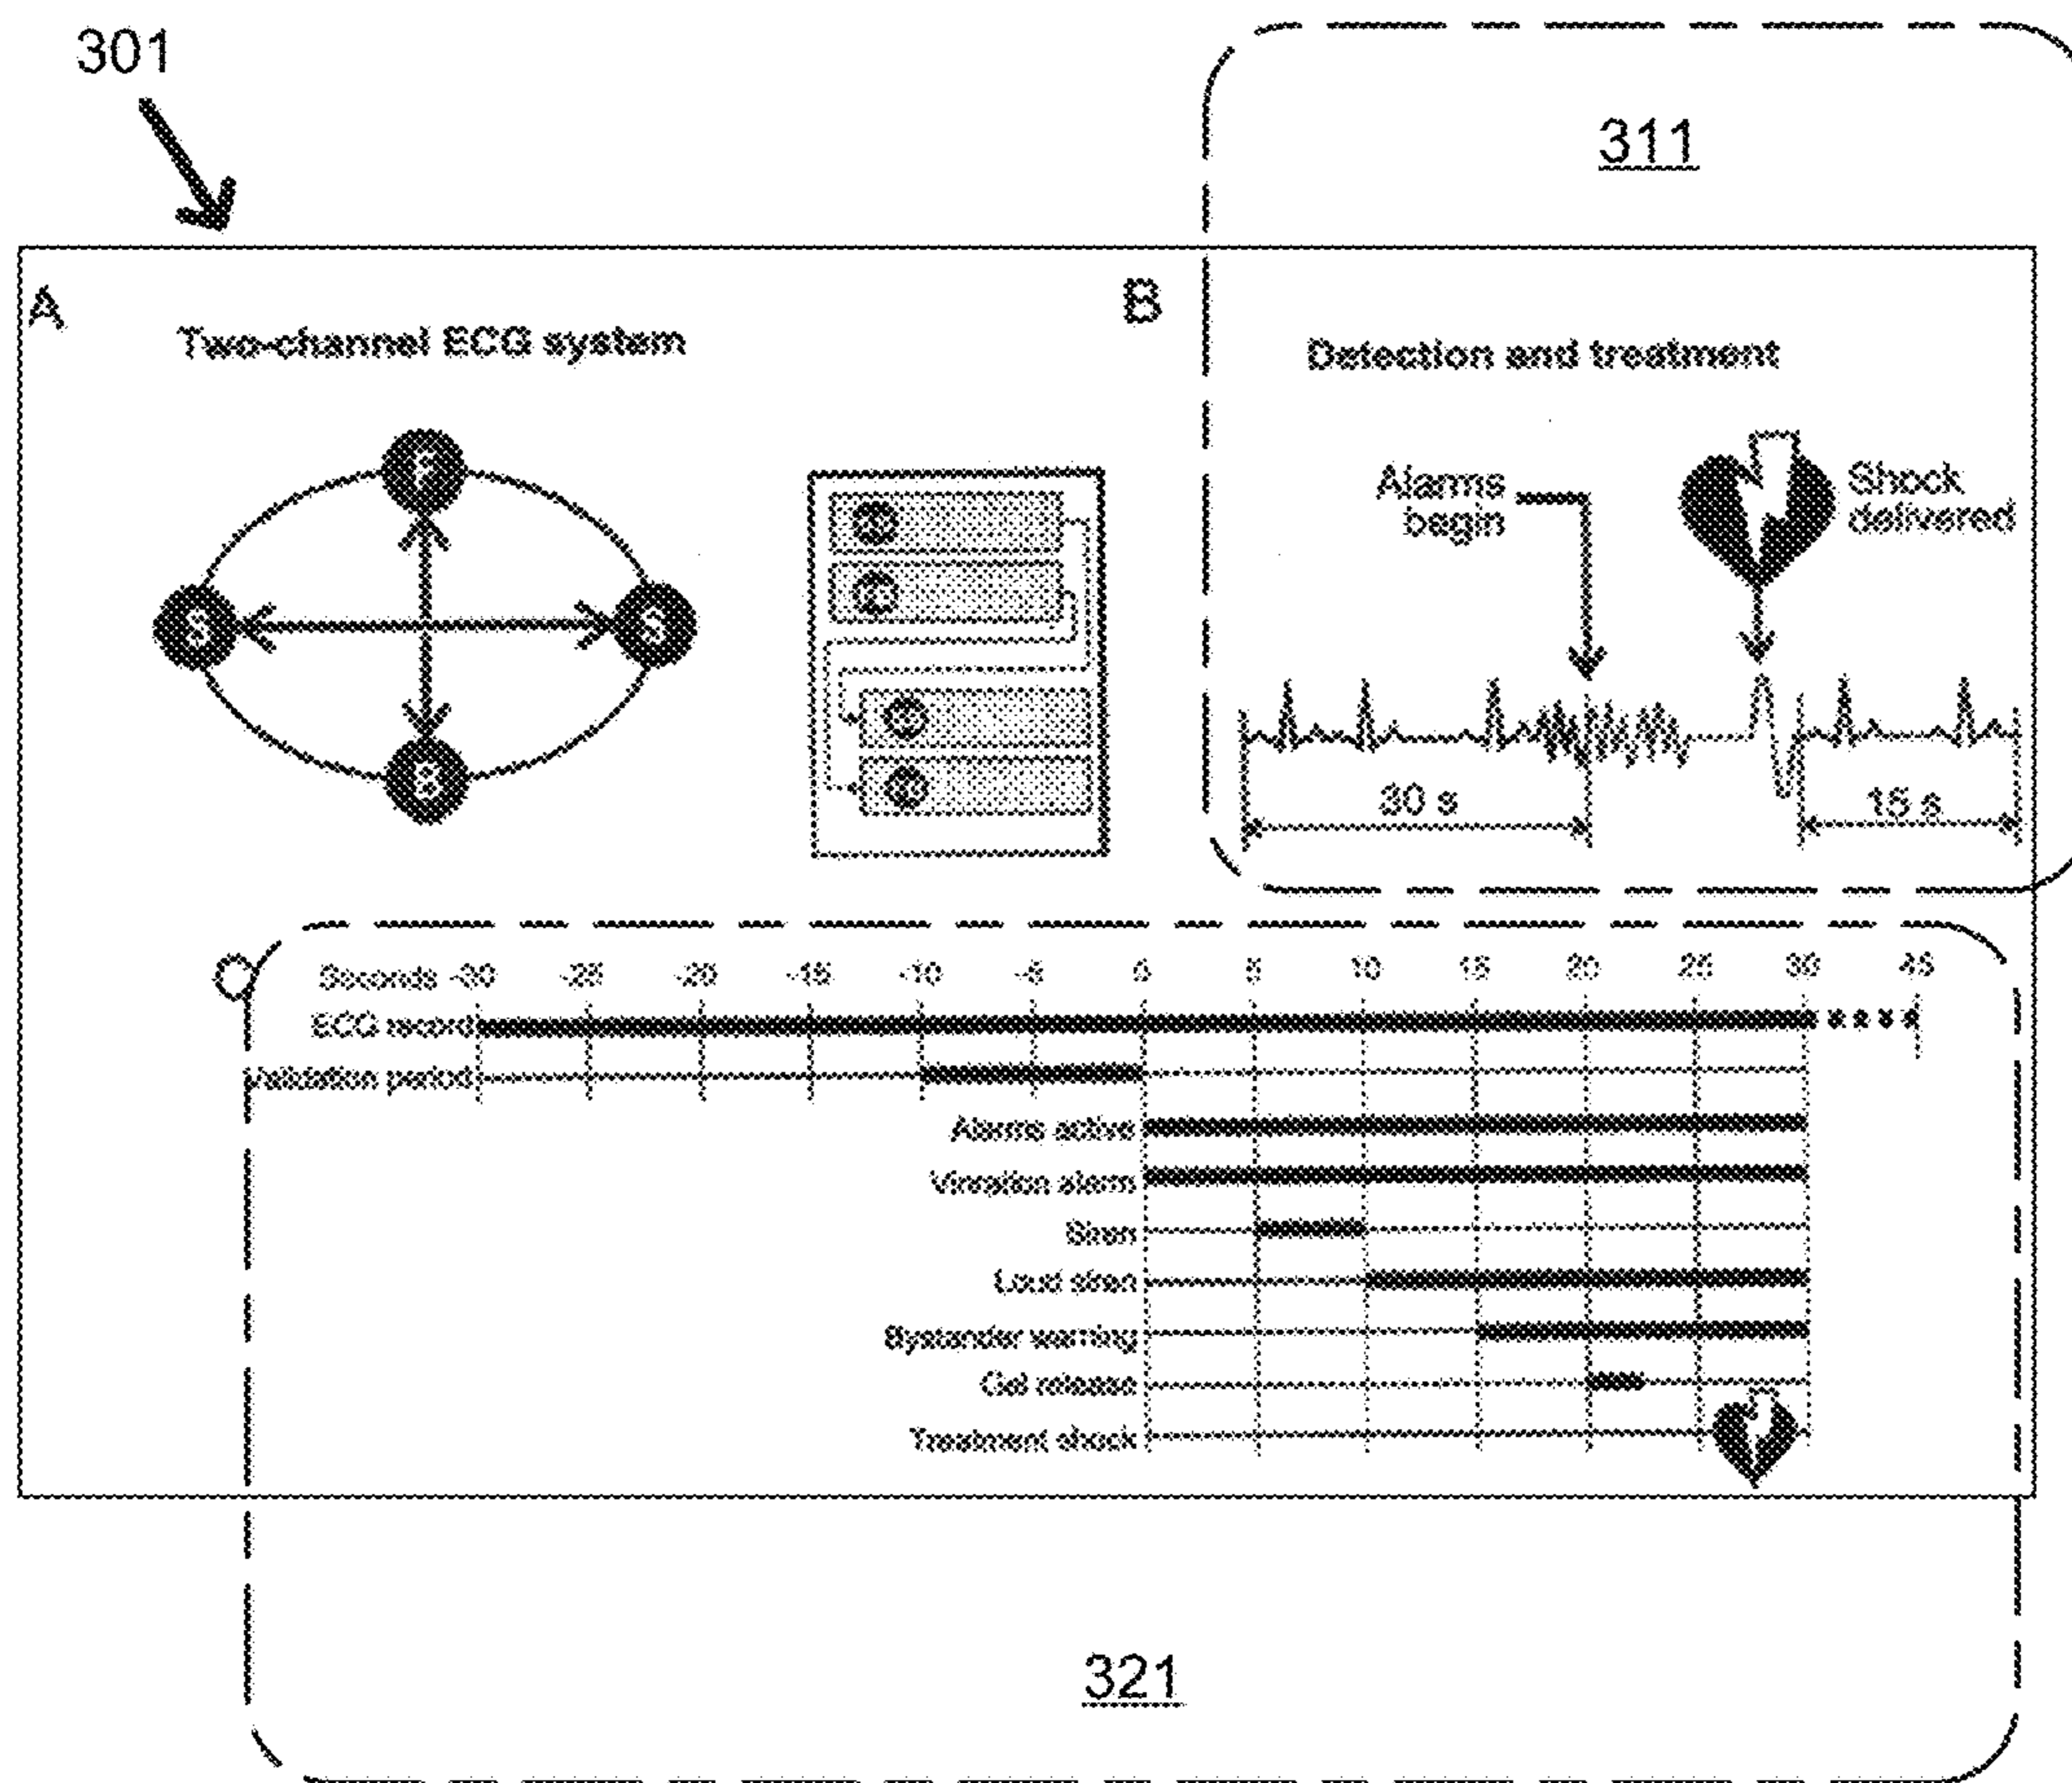 301
311
A
B
Two-channel ECG system
Detection and treatment
F
S
S
B
Alarms
begin
Shock
delivered
30 s
15 s
C
Seconds -30 -25 -20 -15 -10 -5 0 5 10 15 20 25 30 45
ECG record
Validation period
Alarms active
Vinration alarm
Siren
Loud siren
Bystander warning
Gel release
Treatment shock
321